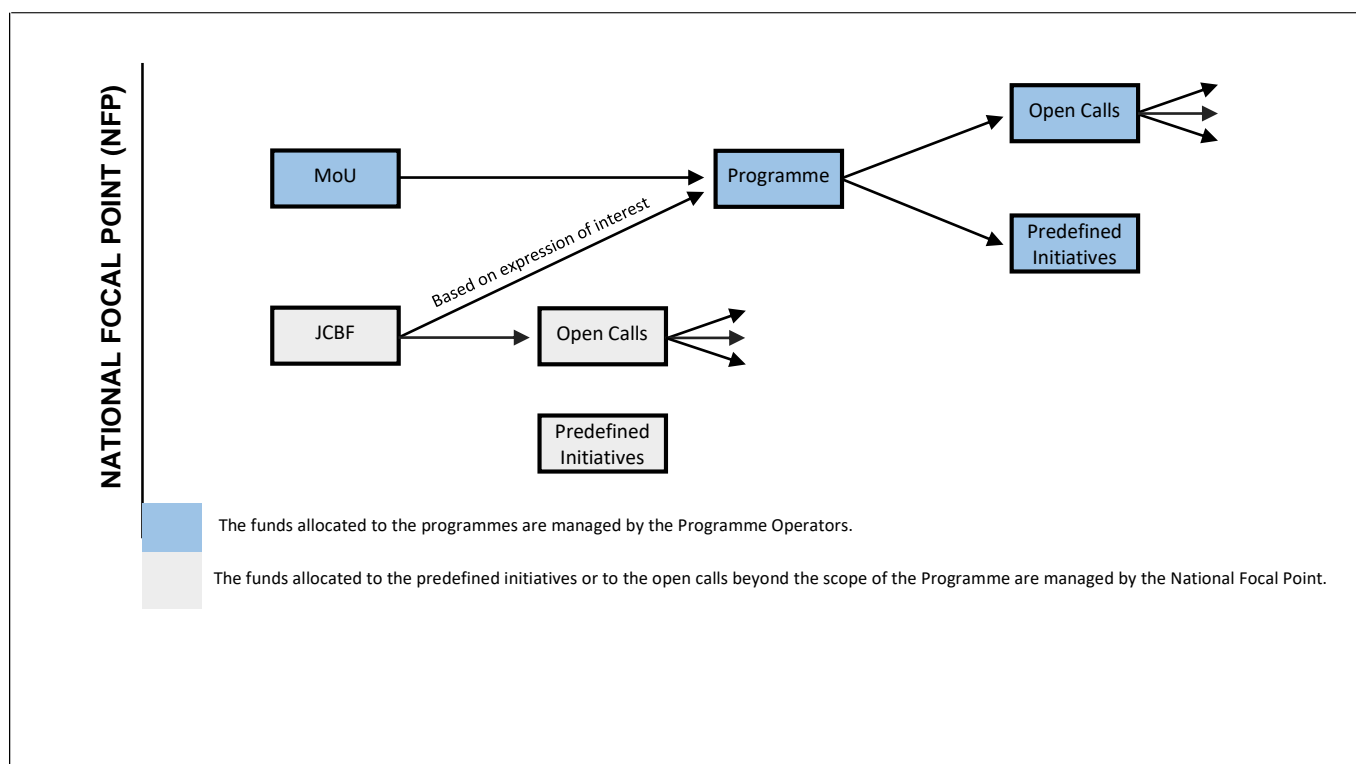 NATIONAL FOCAL POINT (NFP)
MoU
Programme
Open Calls
Predefined
Initiatives
Based on expression of interest
JCBF
Open Calls
Predefined
Initiatives
The funds allocated to the programmes are managed by the Programme Operators.
The funds allocated to the predefined initiatives or to the open calls beyond the scope of the Programme are managed by the National Focal Point.